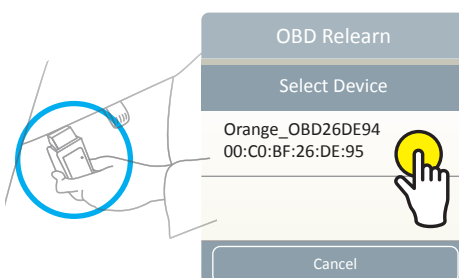 OBD Relearn
Select Device
Orange_OBD26DE94
00:C0:BF:26:DE:95
Cancel